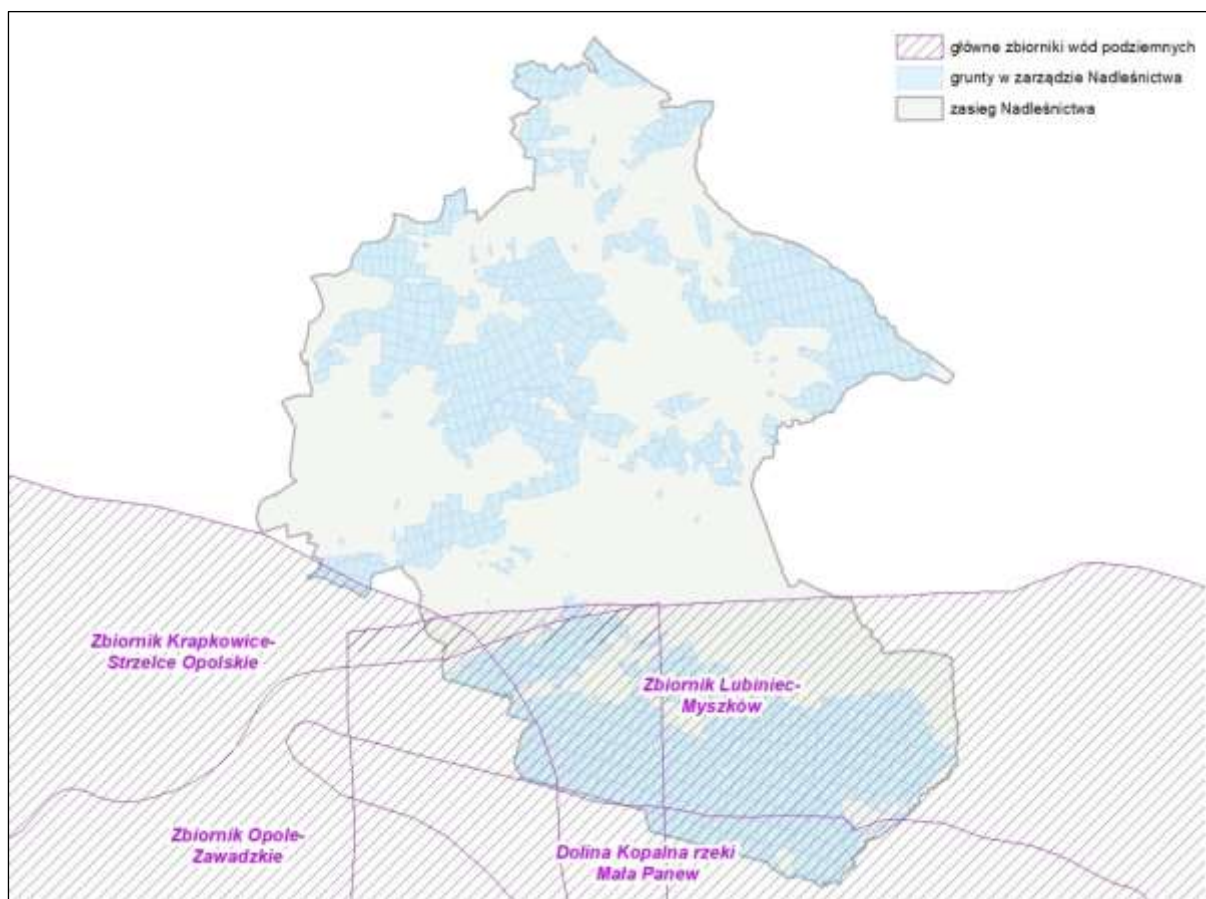 główne zbiorniki wód podziemnych
grunty w zarządzie Nadleśnictwa
zasięg Nadleśnictwa
Zbiornik Krapkowice-
Strzelce Opolskie
Zbiornik Lubiniec-
Myszków
Zbiornik Opole-
Zawadzkie
Dolina Kopalna rzeki
Mała Panew